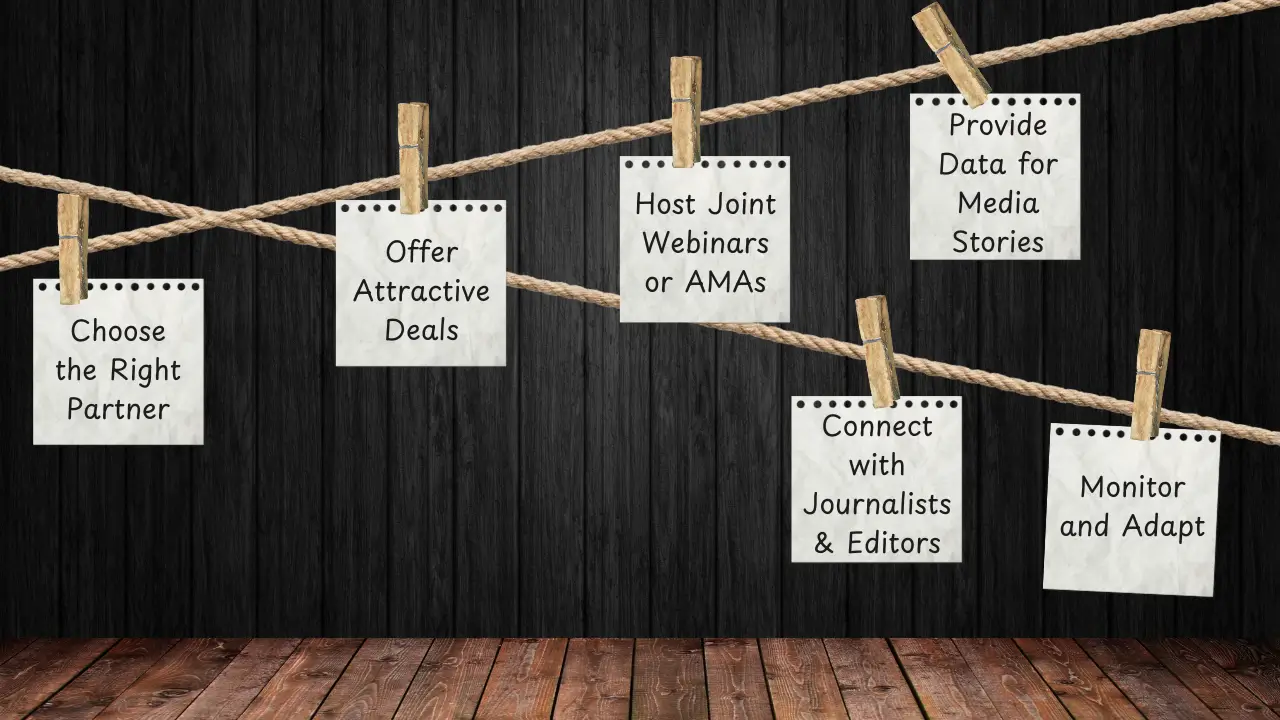 Choose
the Right
Partner
Offer
Attractive
Deals
Host Joint
Webinars
or AMAs
Provide
Data for
Media
Stories
Connect
with
Journalists
& Editors
Monitor
and Adapt